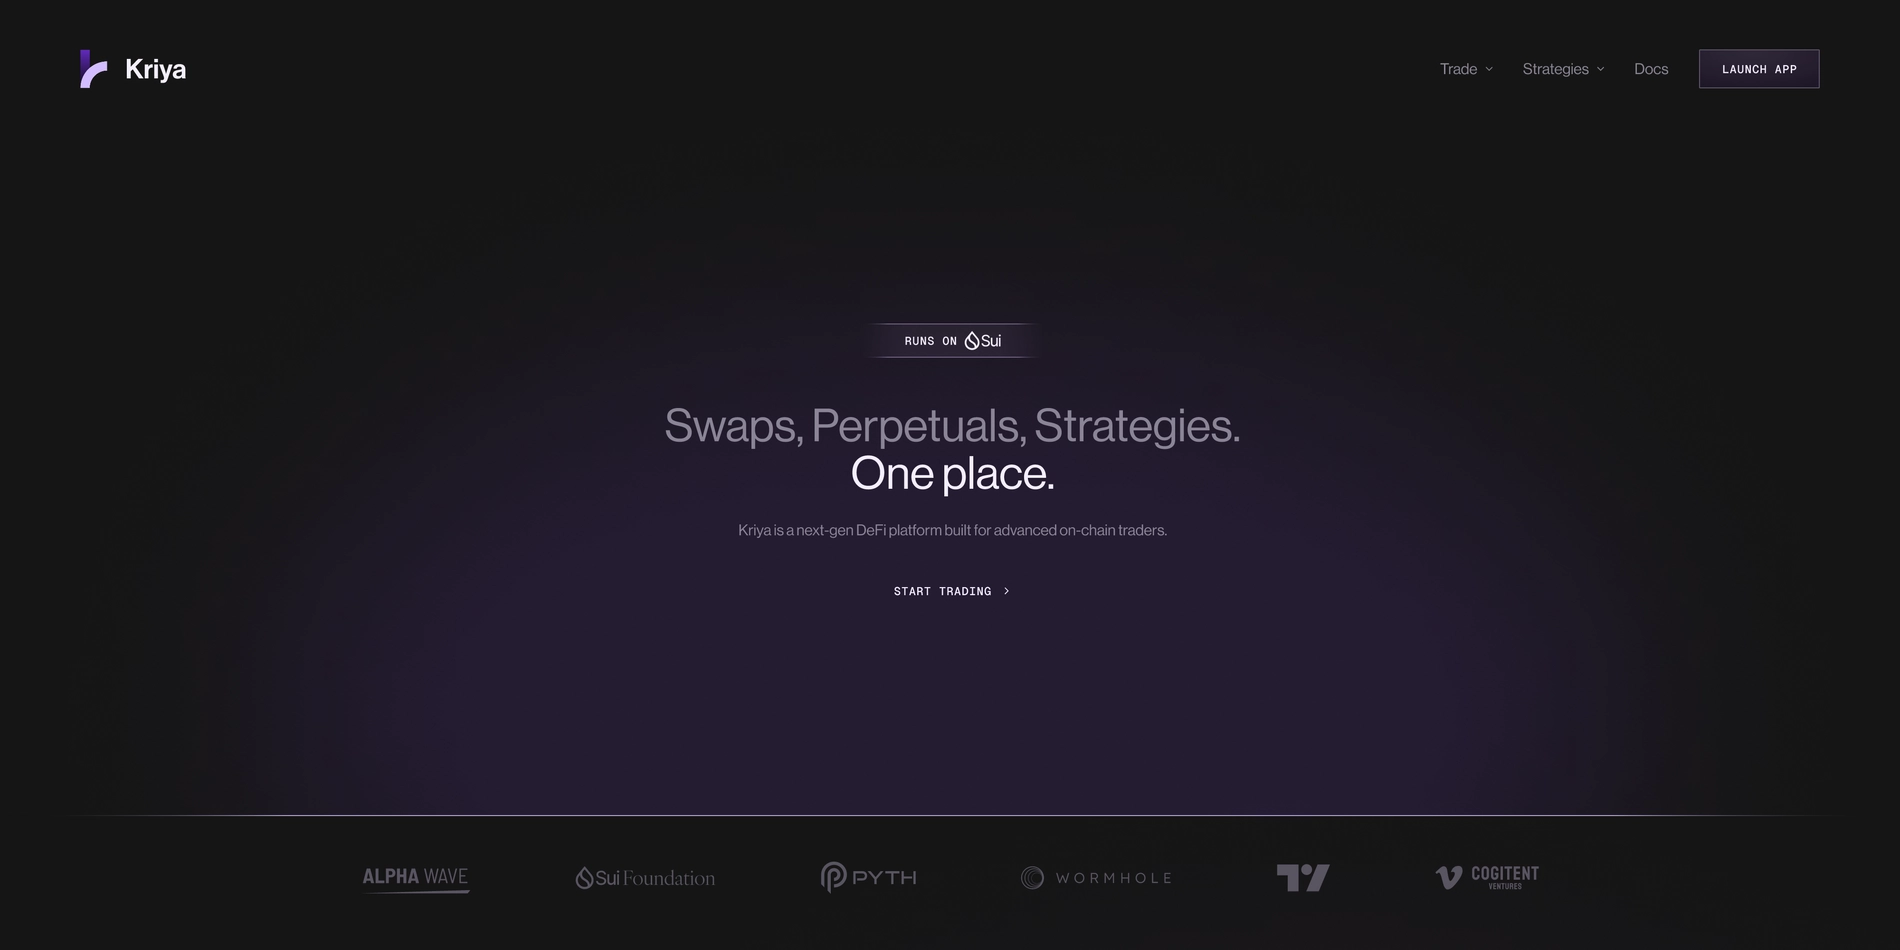 Kriya
Trade
Strategies
Docs
LAUNCH APP
RUNS ON Sui
Swaps, Perpetuals, Strategies.
One place.
Kriya is a next-gen DeFi platform built for advanced on-chain traders.
START TRADING
ALPHA WAVE
Sui Foundation
PYTH
WORMHOLE
COGITENT
VENTURES